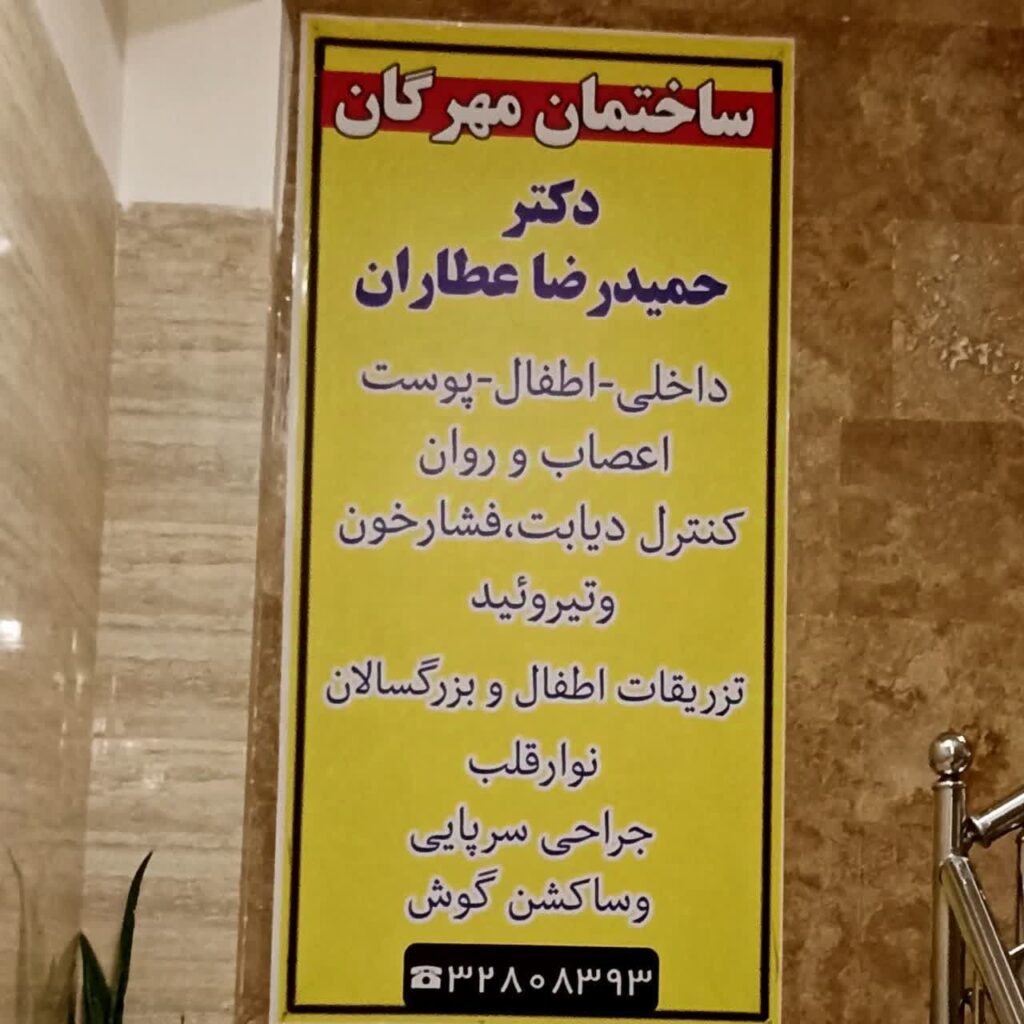 ساختمان مهرگان
دکتر
حمیدرضا عطاران
داخلی-اطفال-پوست
اعصاب و روان
کنترل دیابت،فشارخون
وتیروئید
تزریقات اطفال و بزرگسالان
نوارقلب
جراحی سرپایی
وساکشن گوش
☎۳۲۸۰۸۳۹۳